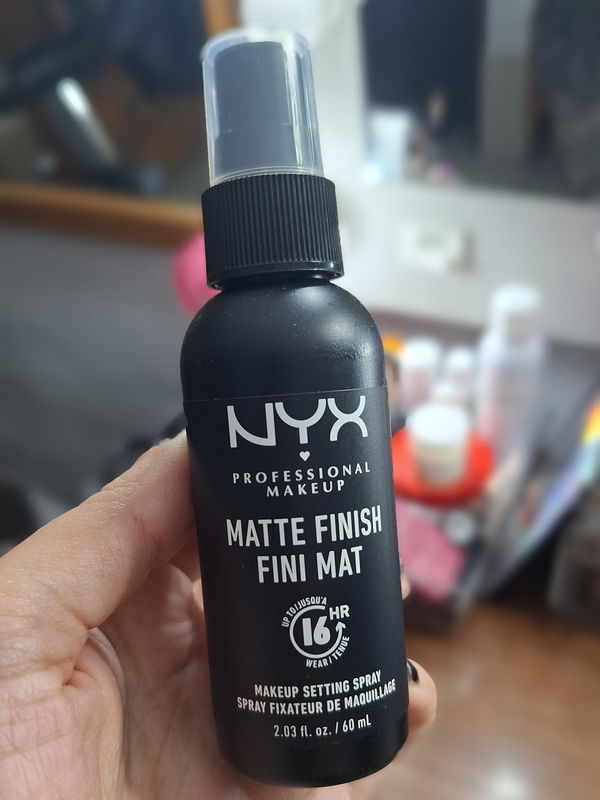 NYX
PROFESSIONAL
MAKEUP
MATTE FINISH
FINI MAT
UP TO/JUSQU'A
16 HR
WEAR/TENUE
MAKEUP SETTING SPRAY
SPRAY FIXATEUR DE MAQUILLAGE
2.03 fl. oz. / 60 mL